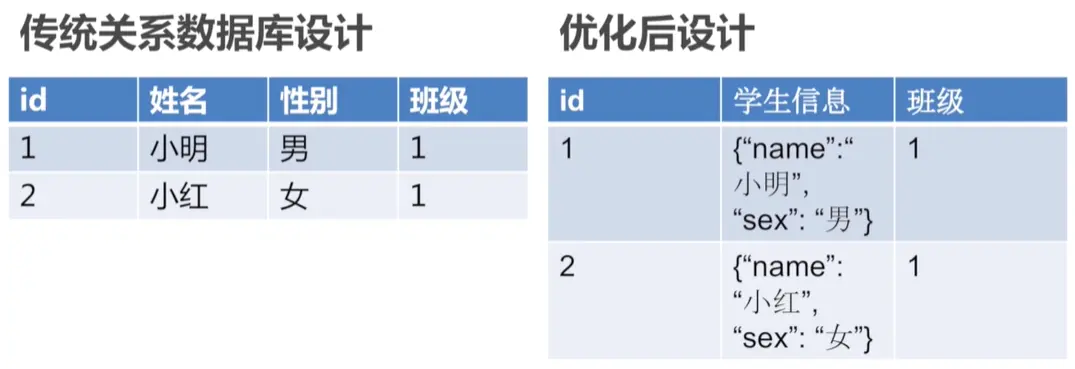 传统关系数据库设计
id 姓名 性别 班级
1 小明 男 1
2 小红 女 1
优化后设计
id 学生信息 班级
1 {“name”:“ 1
小明”,
“sex”: “男”}
2 {“name”: 1
“小红”,
“sex”: “女”}